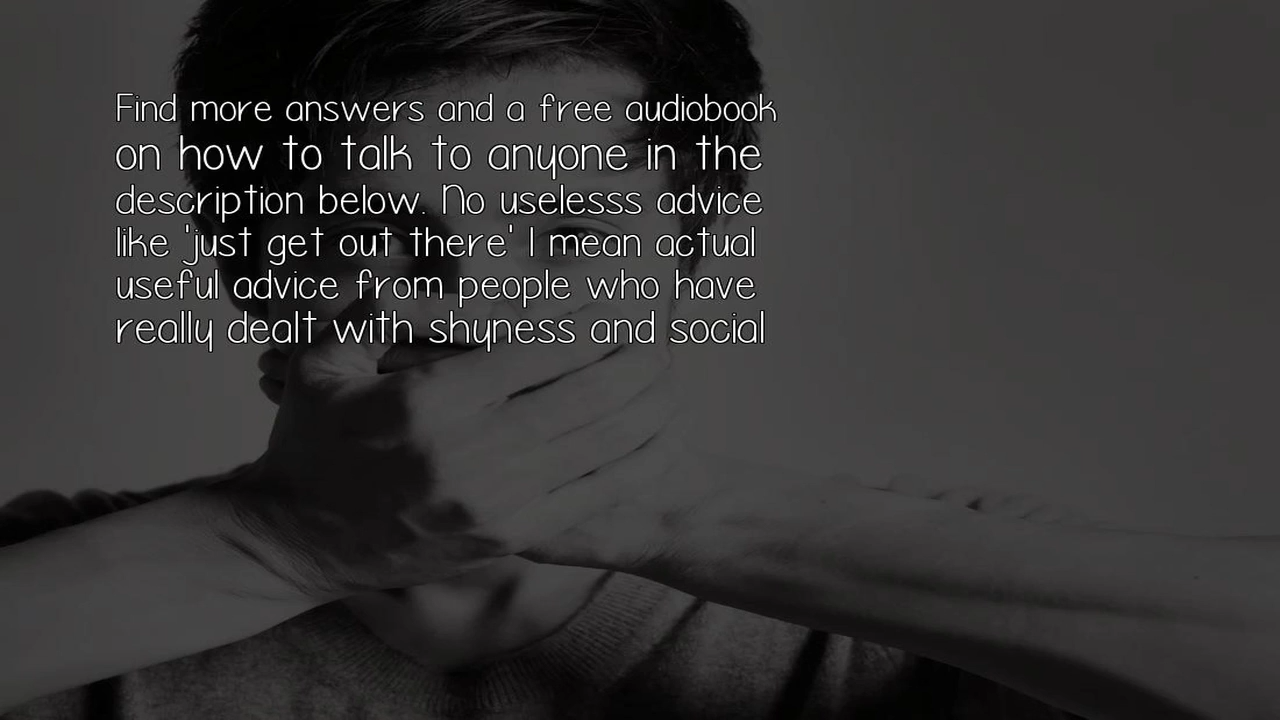 Find more answers and a free audiobook
on how to talk to anyone in the
description below. No uselesss advice
like 'just get out there' I mean actual
useful advice from people who have
really dealt with shyness and social